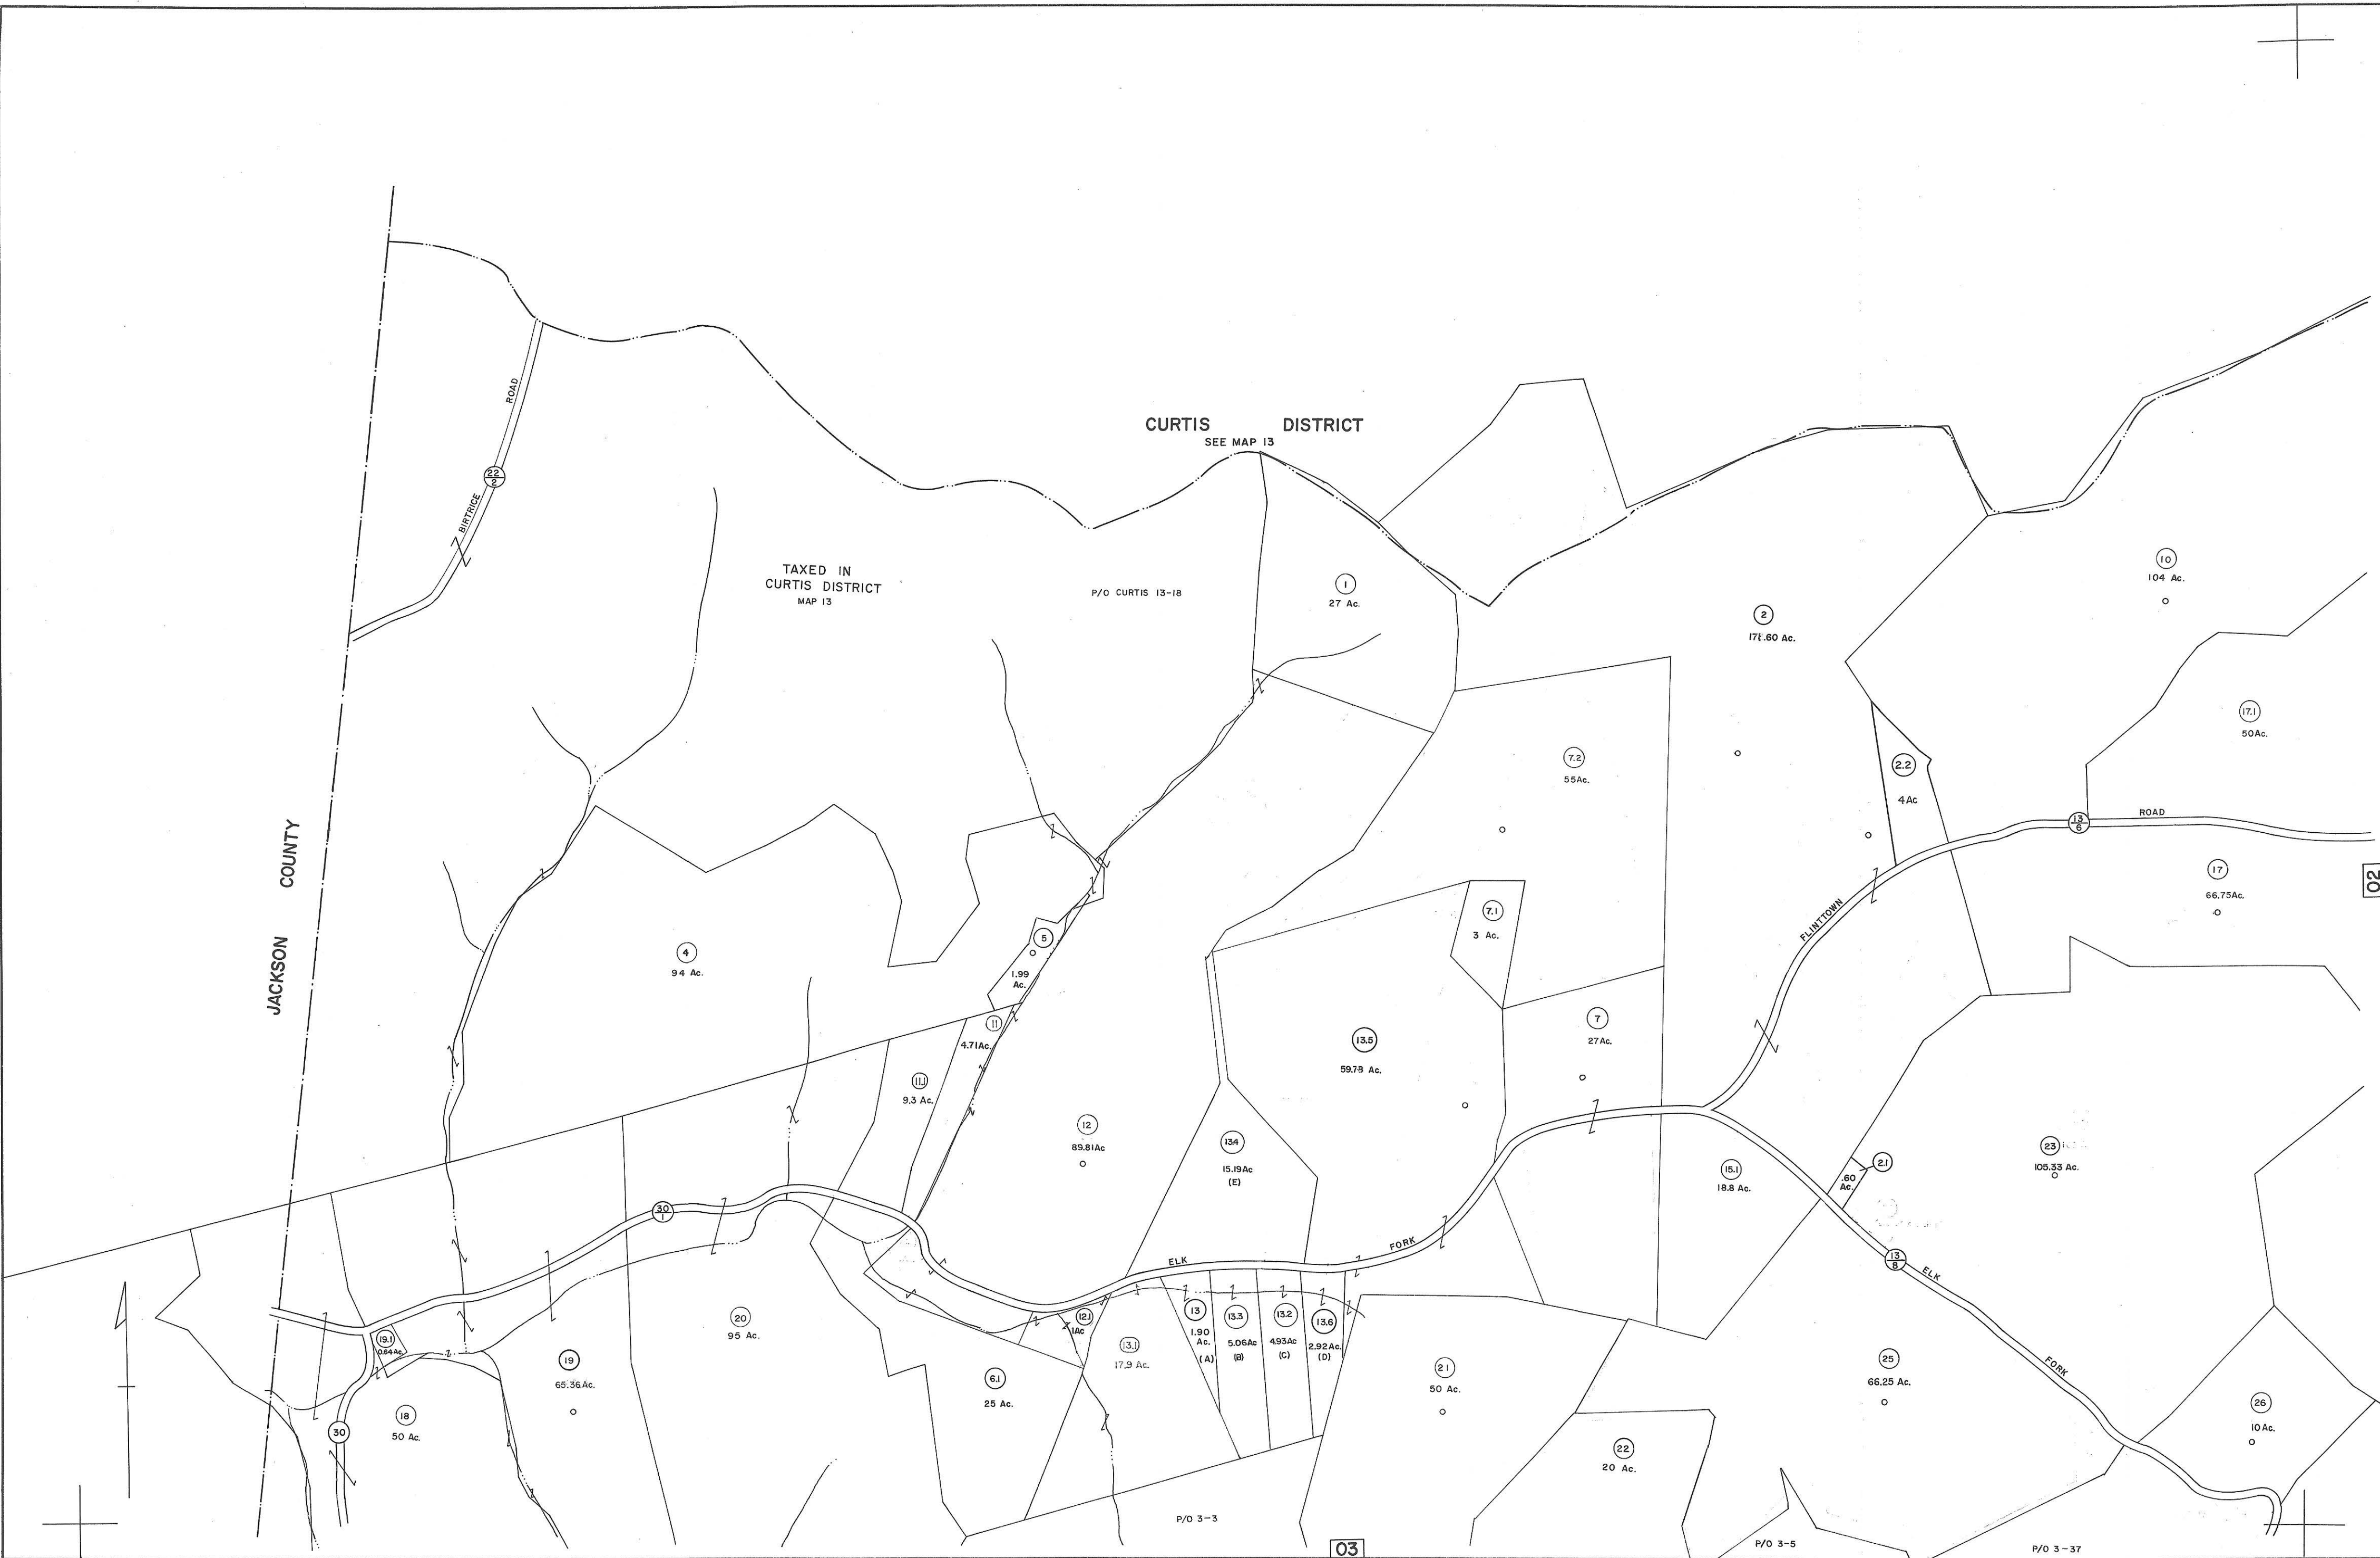 CURTIS DISTRICT
SEE MAP 13
ROAD
22
2
BIRTRICE
TAXED IN
CURTIS DISTRICT
MAP 13
P/O CURTIS 13-18
1
27 Ac.
2
10
104 Ac.
17.1
50Ac.
7.2
55Ac.
2.2
4Ac
13
6
ROAD
JACKSON COUNTY
17
66.75Ac.
02
FLINTTOWN
7.1
3 Ac.
5
1.99
Ac.
4
94 Ac.
11
4.71Ac.
11.1
9.3 Ac.
13.5
59.78 Ac.
7
27Ac.
12
89.81Ac
13.4
15.19Ac
(E)
15.1
18.8 Ac.
2.1
.60
Ac.
23
105.33 Ac.
30
1
ELK
FORK
13
8
ELK
FORK
19.1
0.64Ac.
20
95 Ac.
12.1
1Ac
13
1.90
Ac.
(A)
13.3
5.06Ac
(B)
13.2
4.93Ac
(C)
13.6
2.92Ac.
(D)
13.1
17.9 Ac.
19
65.36Ac.
6.1
25 Ac.
21
50 Ac.
25
66.25 Ac.
26
10Ac.
18
50 Ac.
30
22
20 Ac.
P/O 3-3
03
P/O 3-5
P/O 3-37